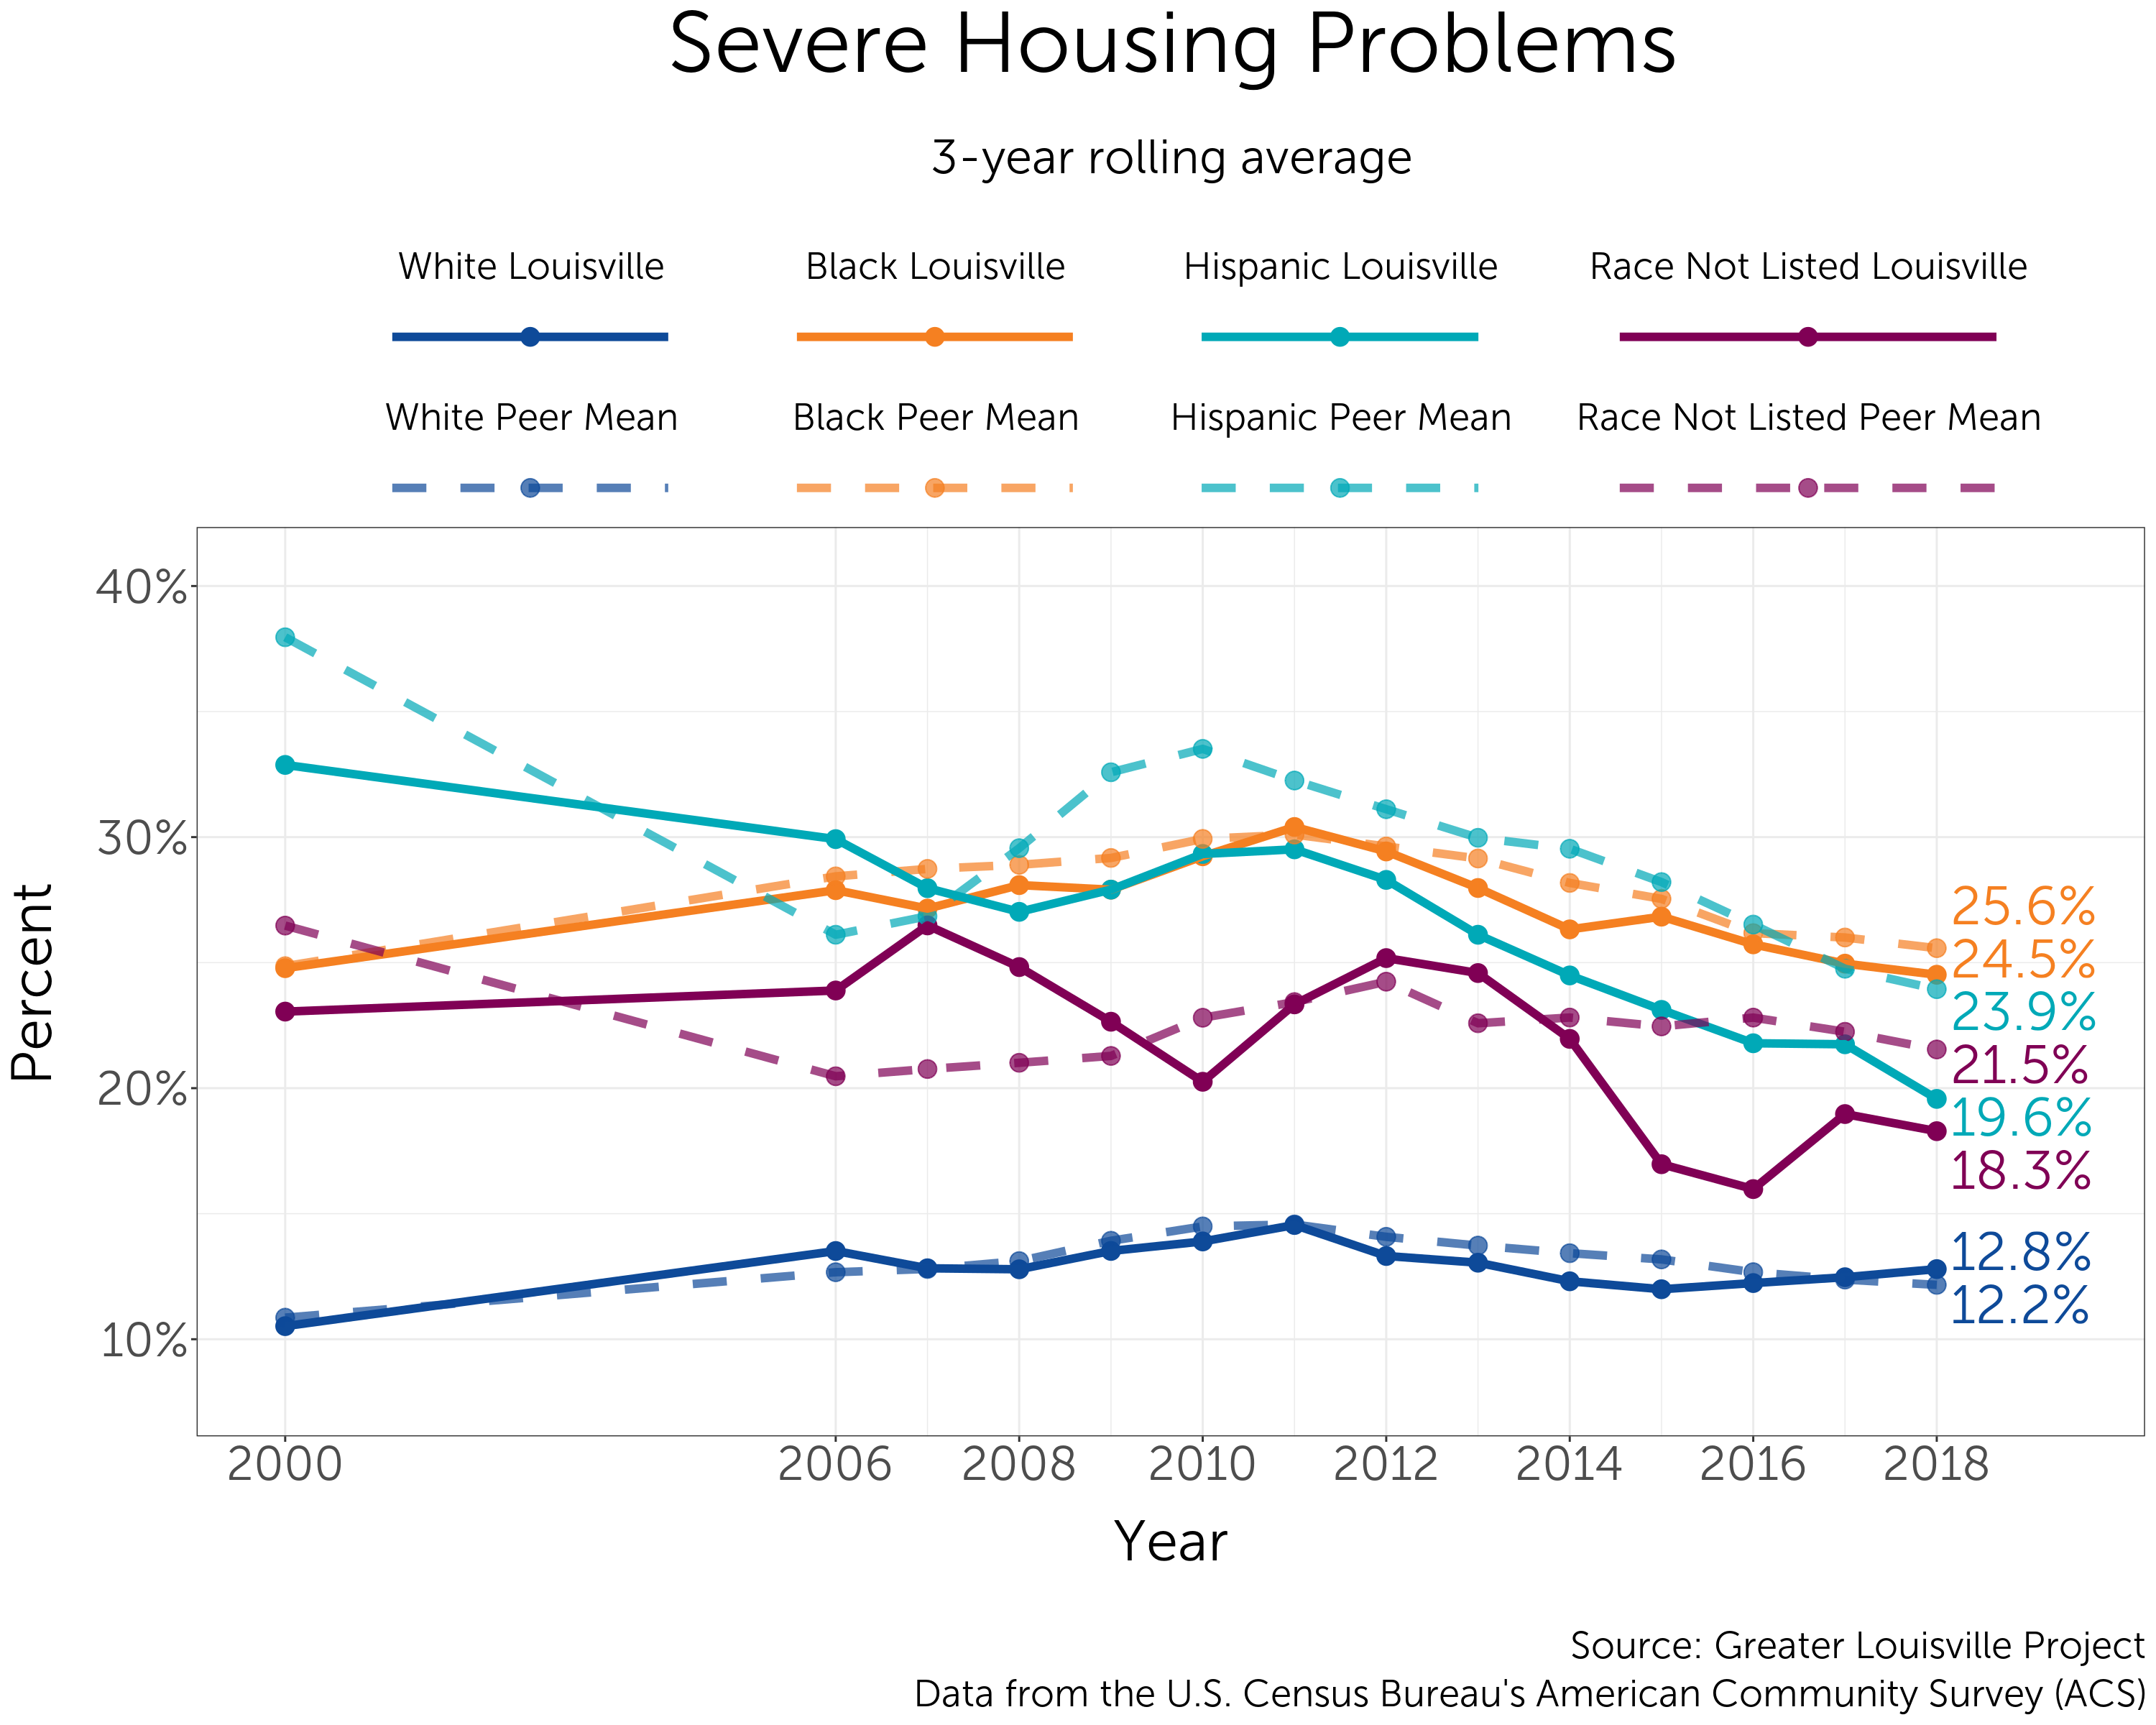 Severe Housing Problems
3-year rolling average
White Louisville Black Louisville Hispanic Louisville Race Not Listed Louisville
White Peer Mean Black Peer Mean Hispanic Peer Mean Race Not Listed Peer Mean
40%
30%
20%
10%
Percent
25.6%
24.5%
23.9%
21.5%
19.6%
18.3%
12.8%
12.2%
2000 2006 2008 2010 2012 2014 2016 2018
Year
Source: Greater Louisville Project
Data from the U.S. Census Bureau's American Community Survey (ACS)